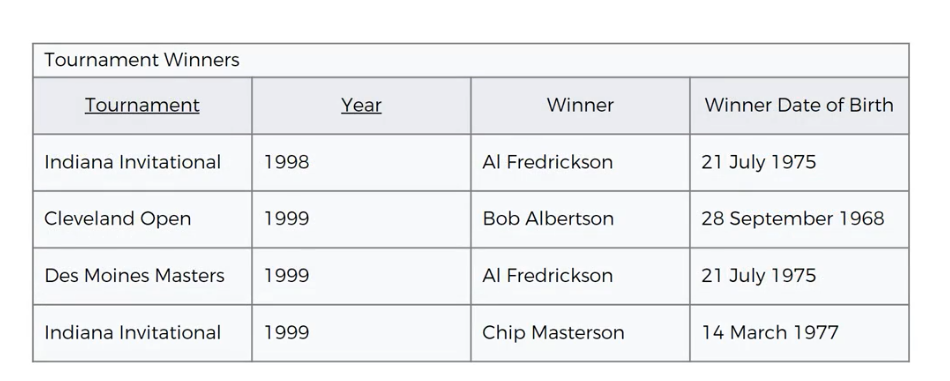 Tournament Winners
Tournament Year Winner Winner Date of Birth
Indiana Invitational 1998 Al Fredrickson 21 July 1975
Cleveland Open 1999 Bob Albertson 28 September 1968
Des Moines Masters 1999 Al Fredrickson 21 July 1975
Indiana Invitational 1999 Chip Masterson 14 March 1977